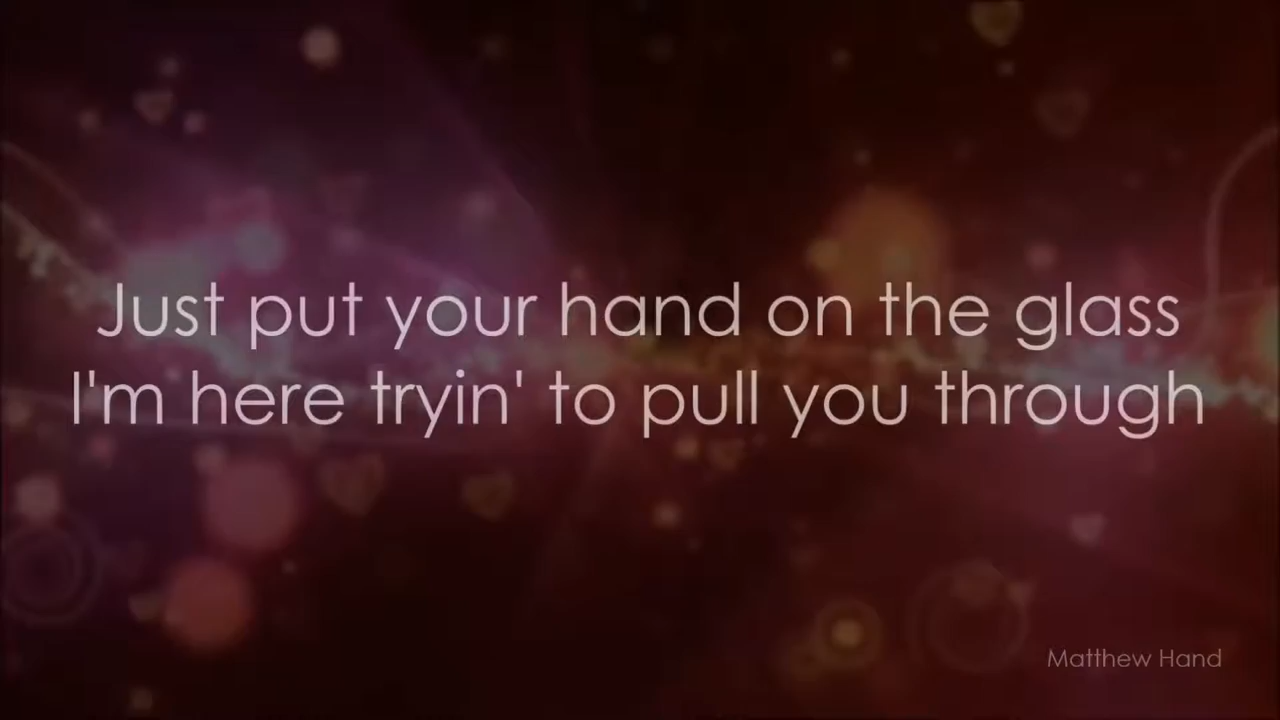 Just put your hand on the glass
I'm here tryin' to pull you through
Matthew Hand